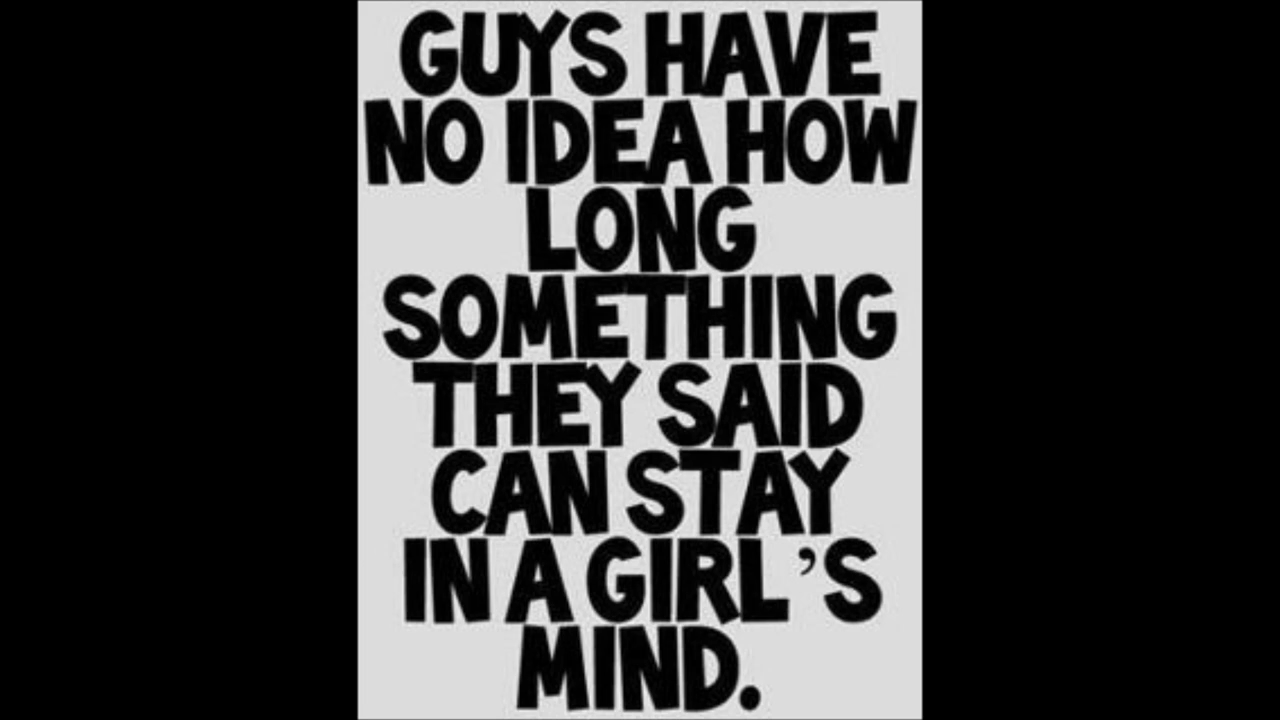 GUYS HAVE
NO IDEA HOW
LONG
SOMETHING
THEY SAID
CAN STAY
IN A GIRL'S
MIND.